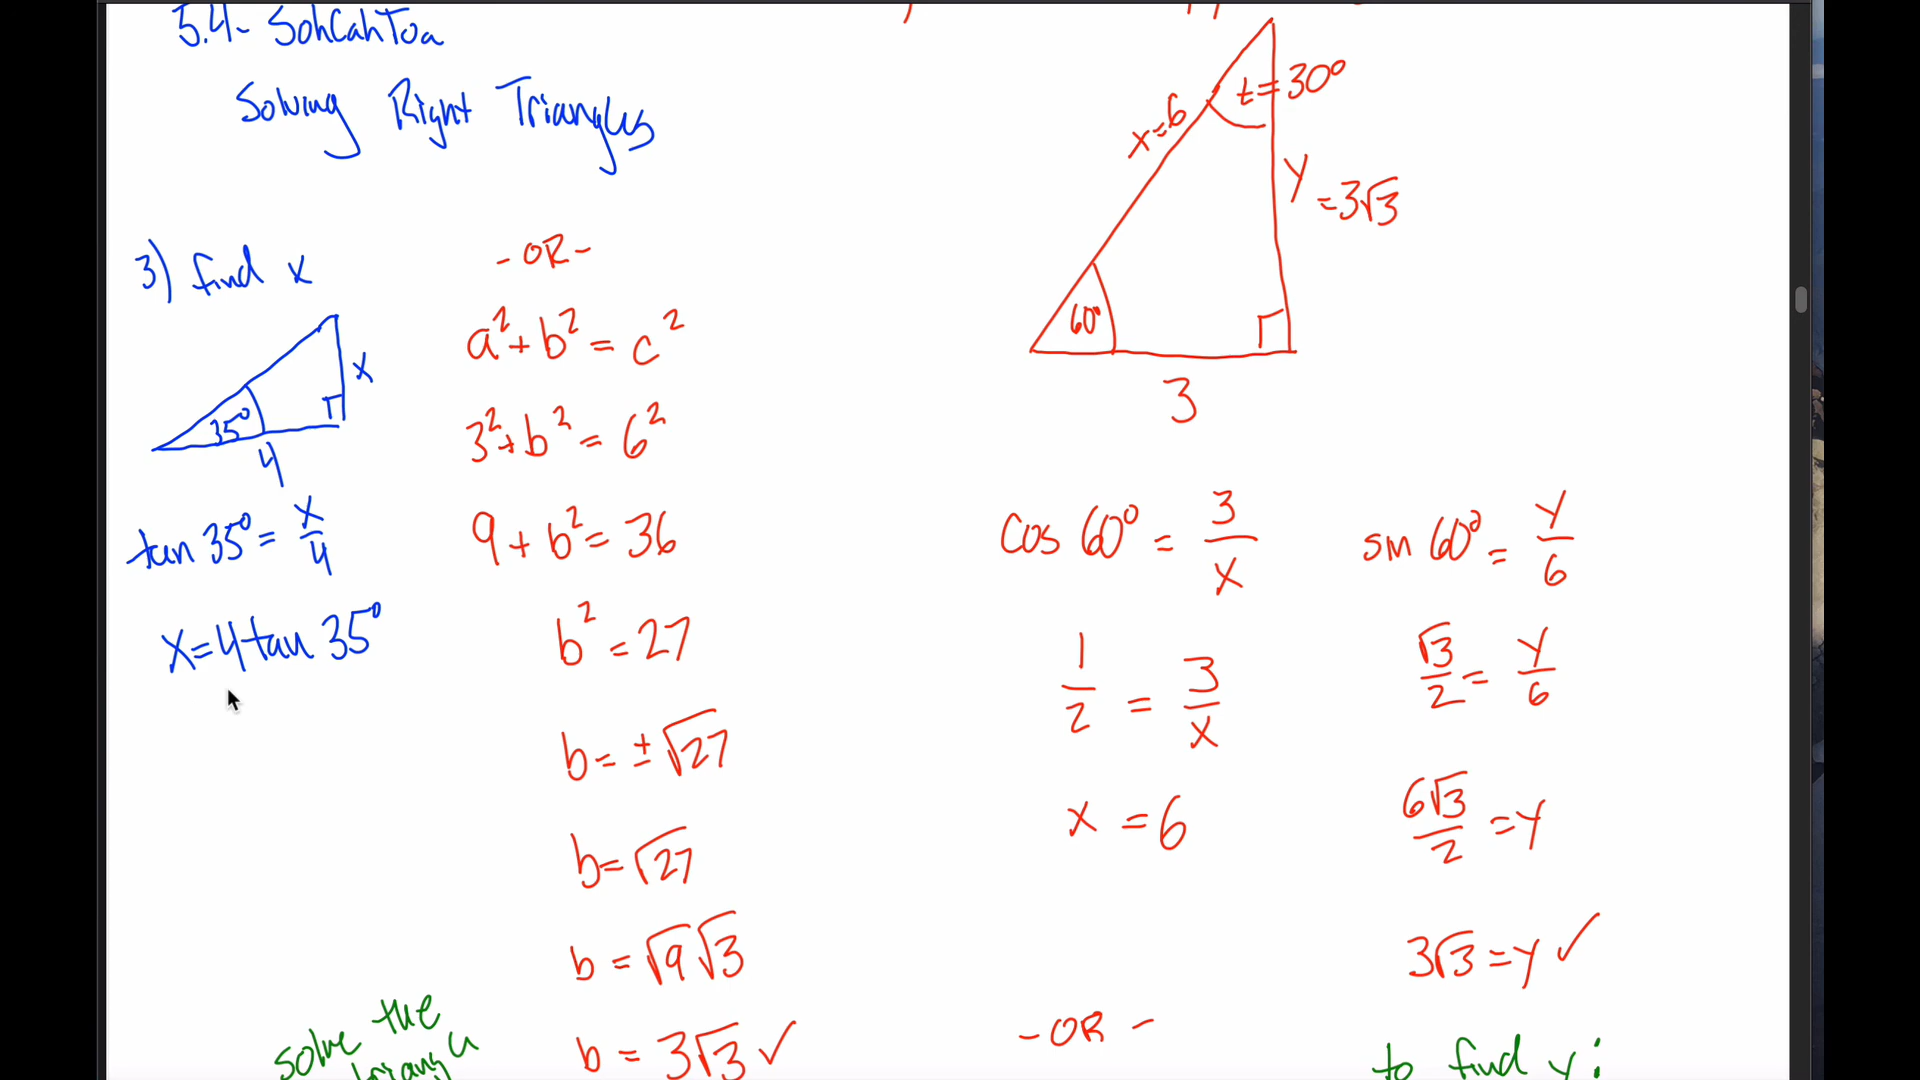 5.4- SohCahToa
Solving Right Triangles
3) find x
35°
4
x
tan 35° = x/4
x = 4 tan 35°
-OR-
a² + b² = c²
3² + b² = 6²
9 + b² = 36
b² = 27
b = ±√27
b = √27
b = √9 √3
b = 3√3 ✓
solve the
t = 30°
x = 6
y
= 3√3
60°
3
cos 60° = 3/x
1/2 = 3/x
x = 6
-OR-
sin 60° = y/6
√3/2 = y/6
6√3/2 = y
3√3 = y ✓
to find y: